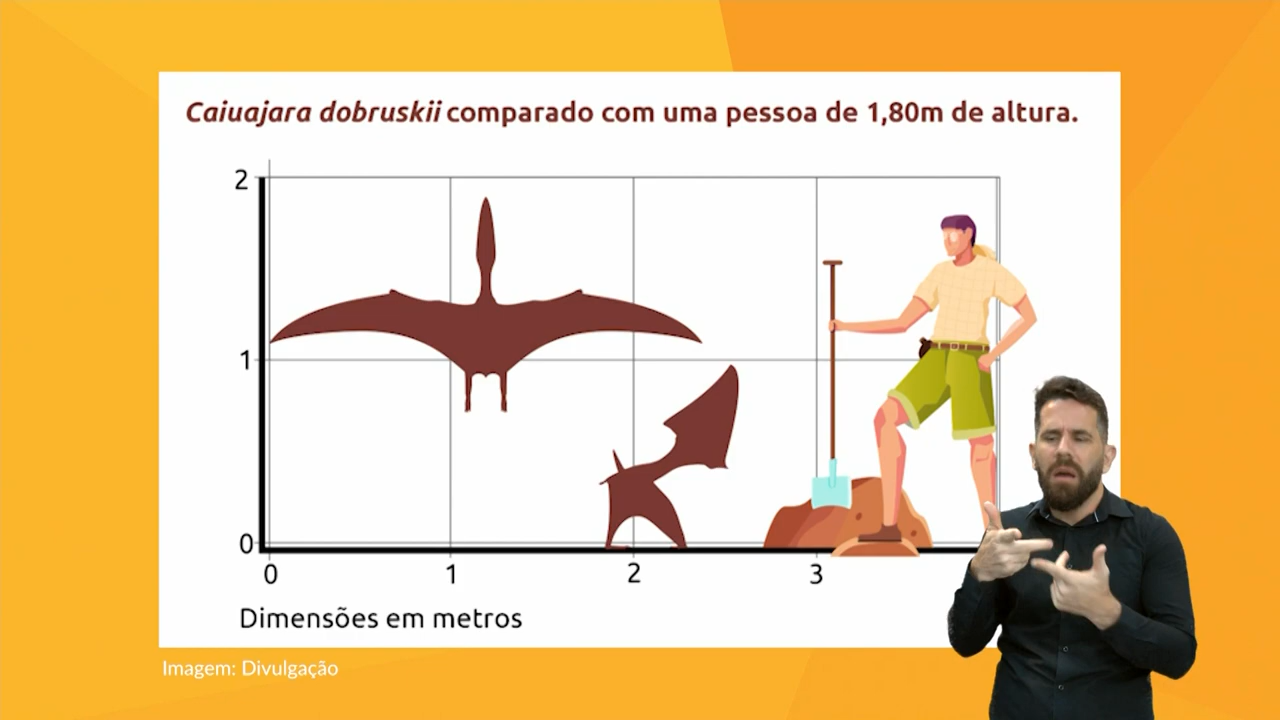 Caiuajara dobruskii comparado com uma pessoa de 1,80m de altura.
2
1
0
0 1 2 3
Dimensões em metros
Imagem: Divulgação